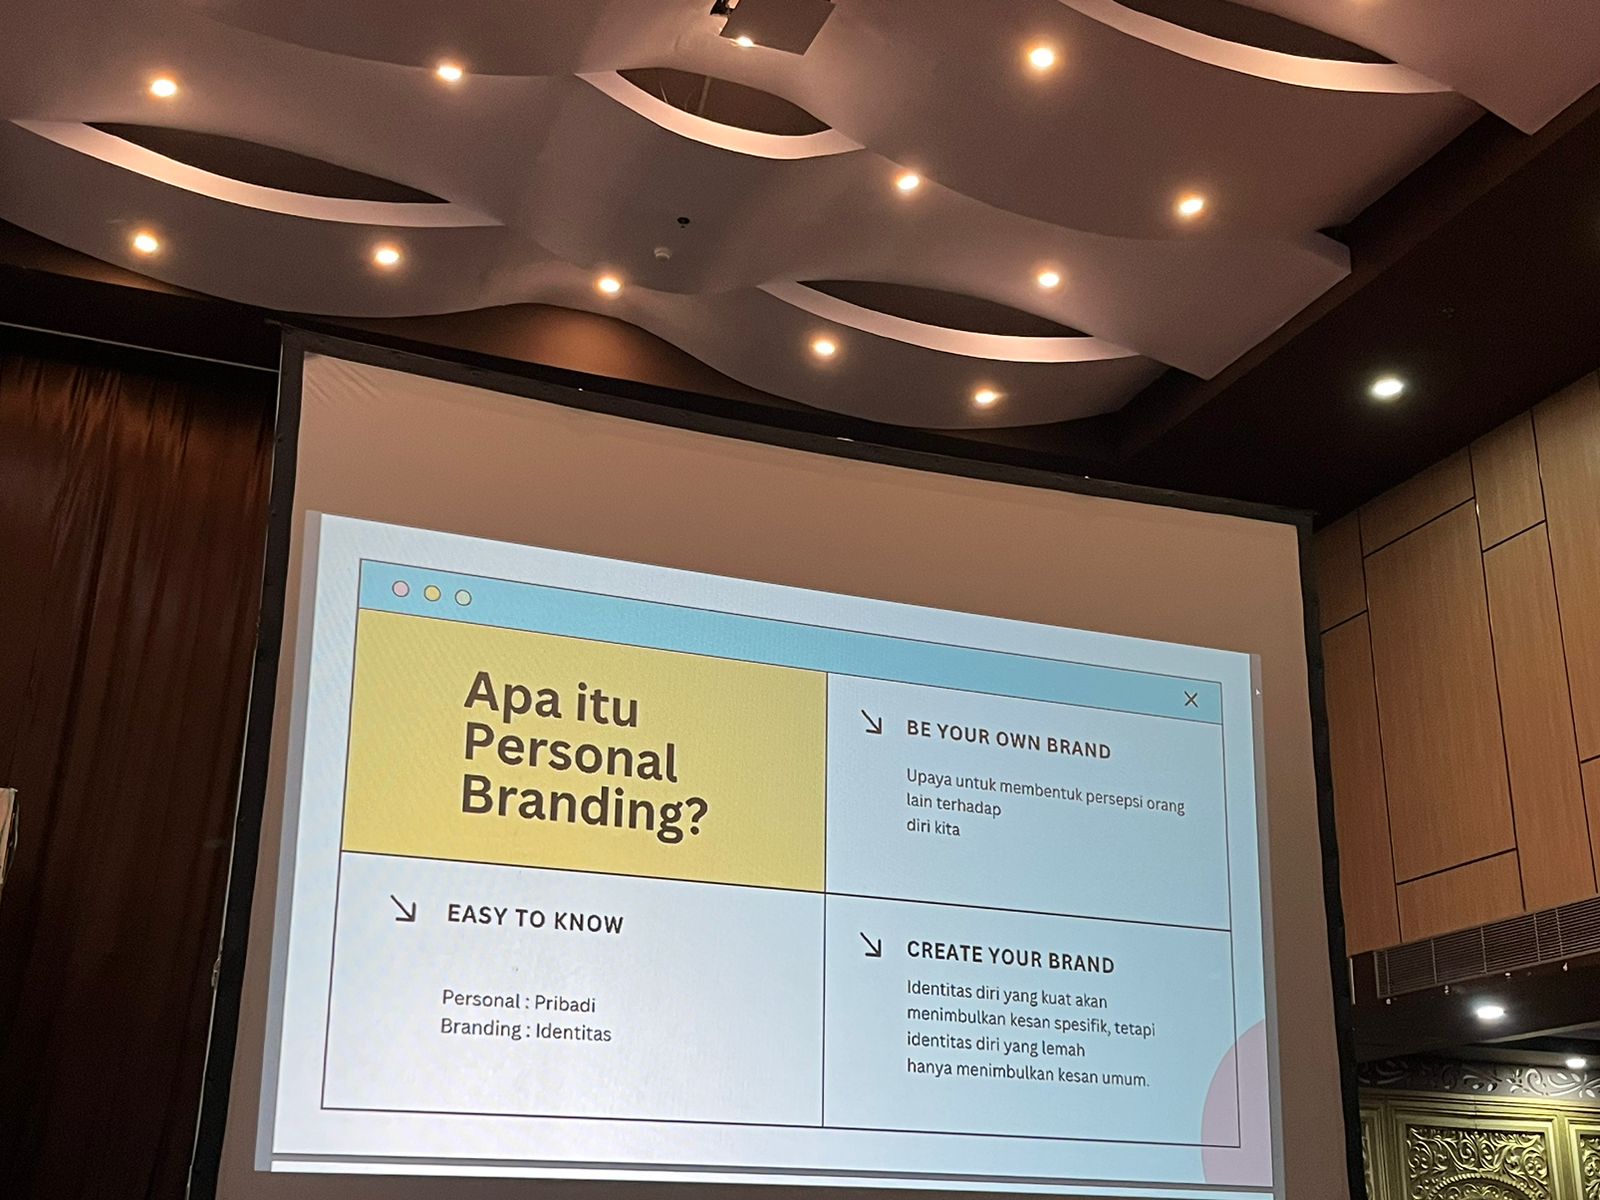 Apa itu
Personal
Branding?
BE YOUR OWN BRAND
Upaya untuk membentuk persepsi orang
lain terhadap
diri kita
EASY TO KNOW
Personal : Pribadi
Branding : Identitas
CREATE YOUR BRAND
Identitas diri yang kuat akan
menimbulkan kesan spesifik, tetapi
identitas diri yang lemah
hanya menimbulkan kesan umum.